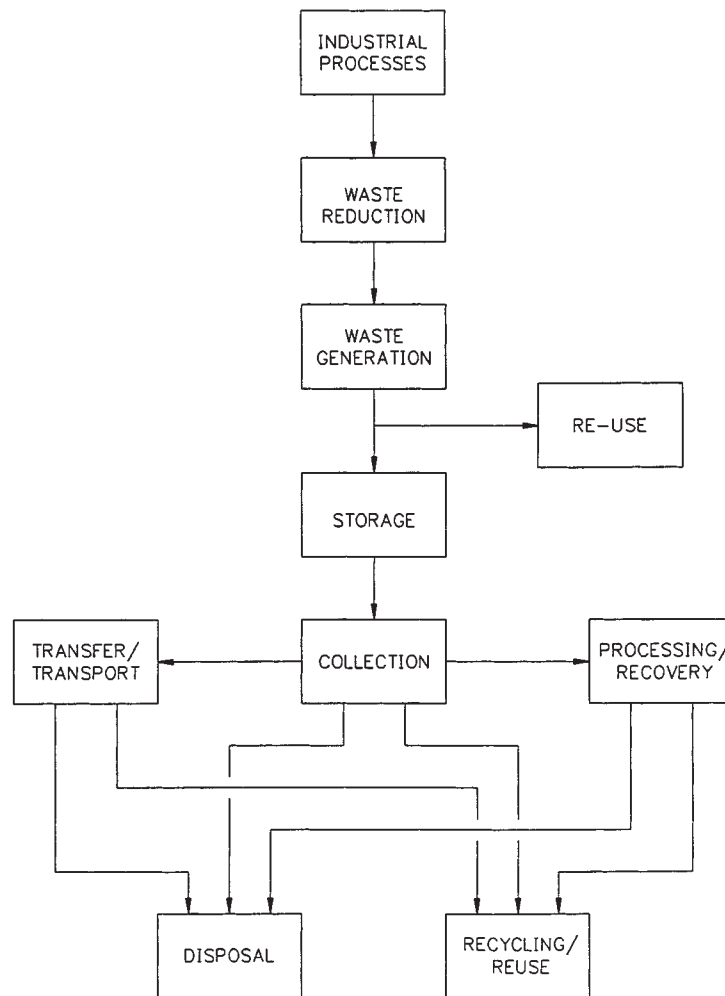 INDUSTRIAL
PROCESSES
WASTE
REDUCTION
WASTE
GENERATION
RE-USE
STORAGE
TRANSFER/
TRANSPORT
COLLECTION
PROCESSING/
RECOVERY
DISPOSAL
RECYCLING/
REUSE